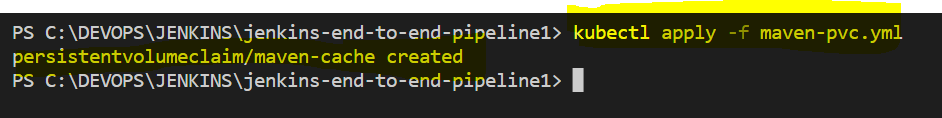 PS C:\DEVOPS\JENKINS\jenkins-end-to-end-pipeline1> kubectl apply -f maven-pvc.yml
persistentvolumeclaim/maven-cache created
PS C:\DEVOPS\JENKINS\jenkins-end-to-end-pipeline1>